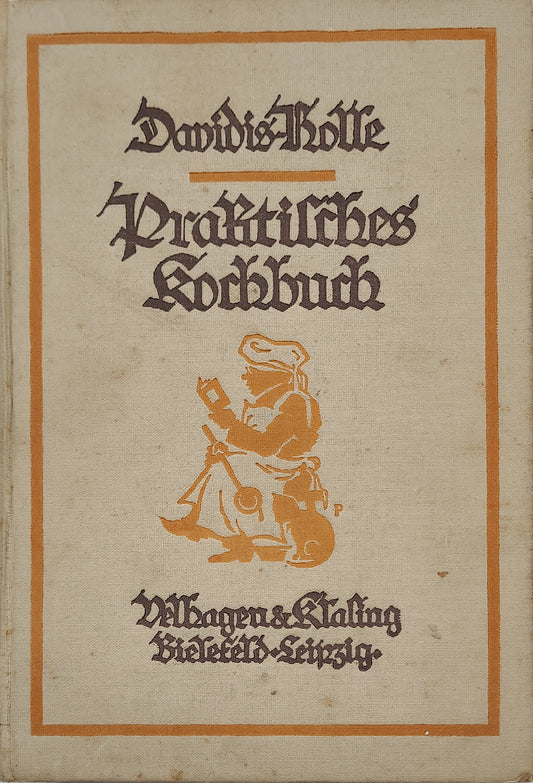 Davidis-Holle
Praktisches
Kochbuch
P
Velhagen & Klasing
Bielefeld · Leipzig ·